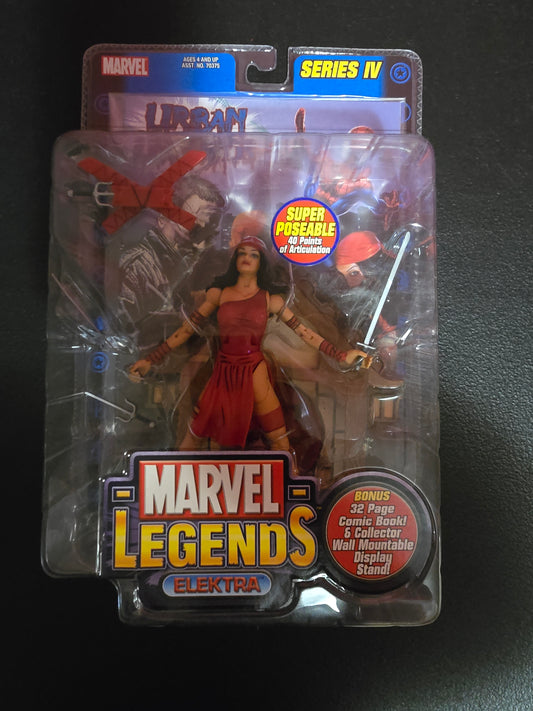 MARVEL
AGES 4 AND UP
ASST. NO. 70375
SERIES IV
URBAN
SUPER
POSEABLE
40 Points
of Articulation
MARVEL
LEGENDS
ELEKTRA
BONUS
32 Page
Comic Book!
& Collector
Wall Mountable
Display
Stand!